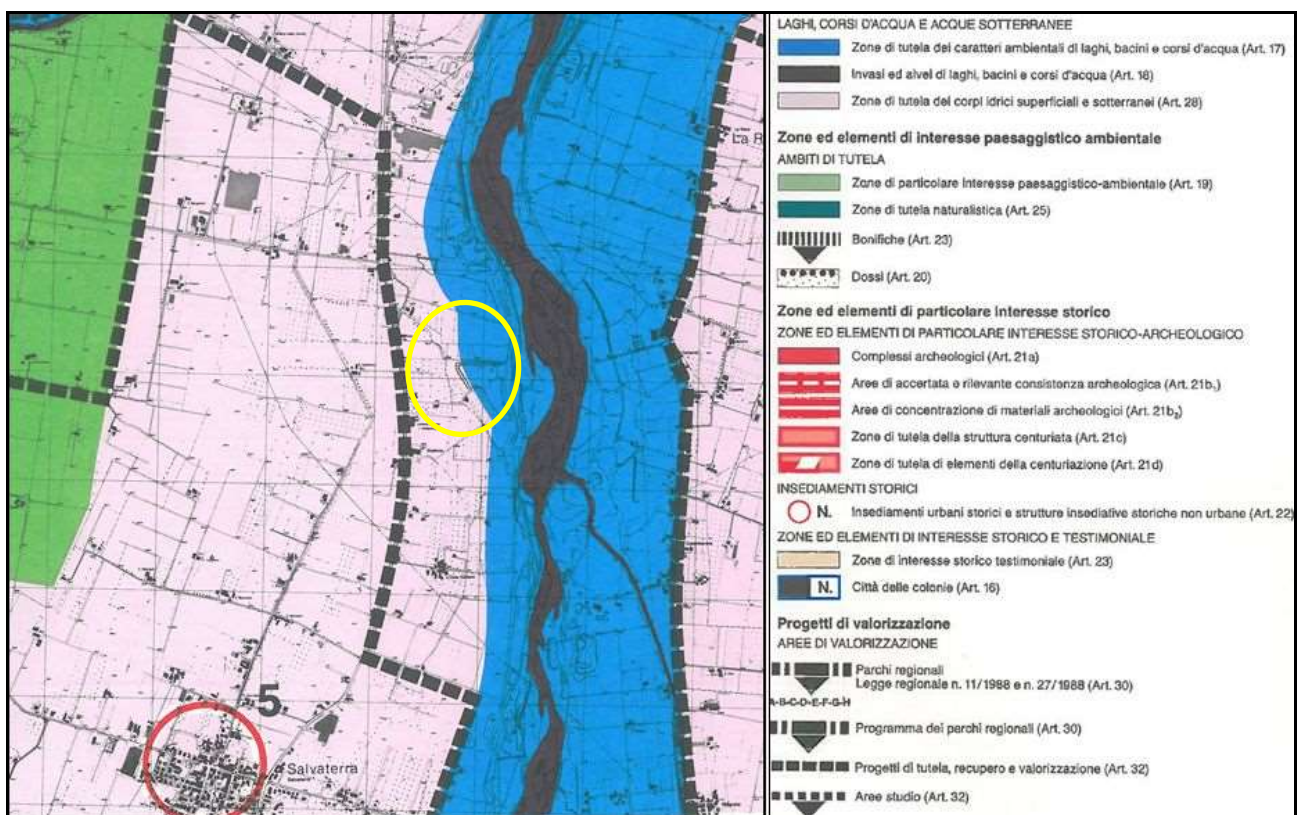 La R
5
Salvaterra
LAGHI, CORSI D'ACQUA E ACQUE SOTTERRANEE
Zone di tutela dei caratteri ambientali di laghi, bacini e corsi d'acqua (Art. 17)
Invasi ed alvei di laghi, bacini e corsi d'acqua (Art. 18)
Zone di tutela dei corpi idrici superficiali e sotterranei (Art. 28)
Zone ed elementi di interesse paesaggistico ambientale
AMBITI DI TUTELA
Zone di particolare interesse paesaggistico-ambientale (Art. 19)
Zone di tutela naturalistica (Art. 25)
Bonifiche (Art. 23)
Dossi (Art. 20)
Zone ed elementi di particolare interesse storico
ZONE ED ELEMENTI DI PARTICOLARE INTERESSE STORICO-ARCHEOLOGICO
Complessi archeologici (Art. 21a)
Aree di accertata e rilevante consistenza archeologica (Art. 21b₁)
Aree di concentrazione di materiali archeologici (Art. 21b₂)
Zone di tutela della struttura centuriata (Art. 21c)
Zone di tutela di elementi della centuriazione (Art. 21d)
INSEDIAMENTI STORICI
N. Insediamenti urbani storici e strutture insediative storiche non urbane (Art. 22)
ZONE ED ELEMENTI DI INTERESSE STORICO E TESTIMONIALE
Zone di interesse storico testimoniale (Art. 23)
N. Città delle colonie (Art. 16)
Progetti di valorizzazione
AREE DI VALORIZZAZIONE
Parchi regionali
Legge regionale n. 11/1988 e n. 27/1988 (Art. 30)
A-B-C-D-E-F-G-H
Programma dei parchi regionali (Art. 30)
Progetti di tutela, recupero e valorizzazione (Art. 32)
Aree studio (Art. 32)